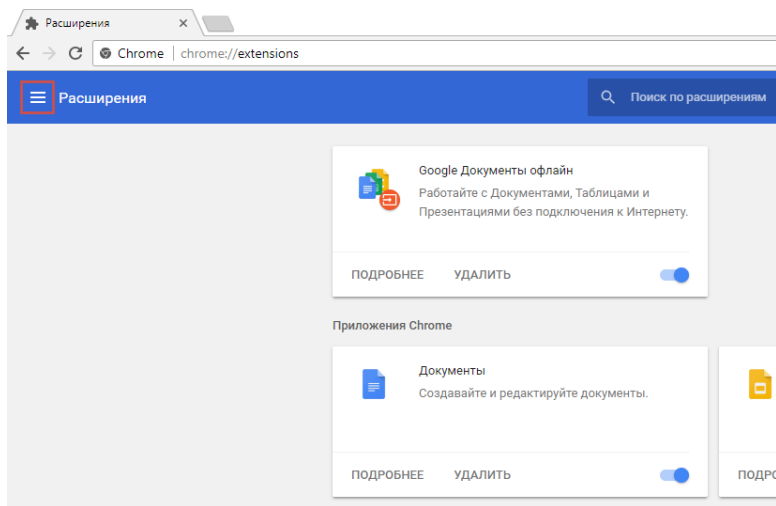 Расширения
Chrome | chrome://extensions
Расширения
Поиск по расширениям
Google Документы офлайн
Работайте с Документами, Таблицами и
Презентациями без подключения к Интернету.
ПОДРОБНЕЕ УДАЛИТЬ
Приложения Chrome
Документы
Создавайте и редактируйте документы.
ПОДРОБНЕЕ УДАЛИТЬ